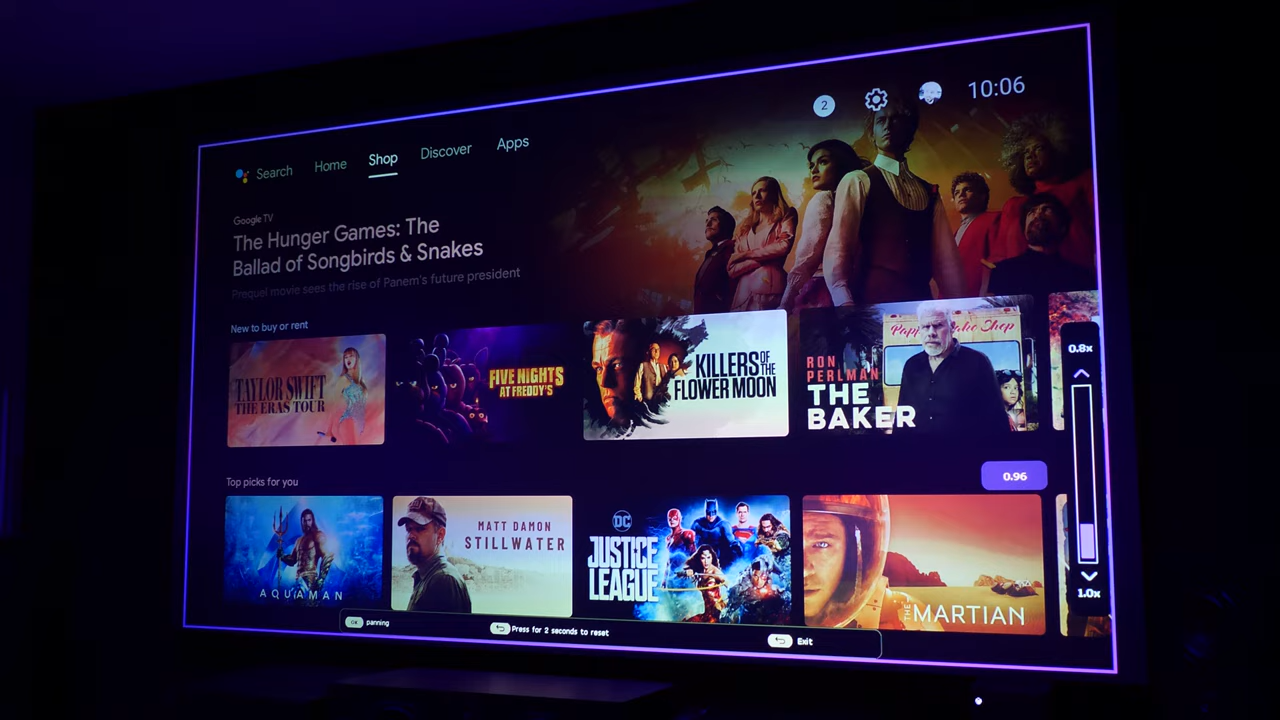 2
10:06
Search
Home
Shop
Discover
Apps
Google TV
The Hunger Games: The
Ballad of Songbirds & Snakes
Prequel movie sees the rise of Panem's future president
New to buy or rent
TAYLOR SWIFT
THE ERAS TOUR
FIVE NIGHTS
AT FREDDY'S
KILLERS OF THE
FLOWER MOON
RON
PERLMAN
THE
BAKER
0.8x
Top picks for you
0.96
AQUAMAN
MATT DAMON
STILLWATER
DC
JUSTICE
LEAGUE
THE MARTIAN
1.0x
OK panning
Press for 2 seconds to reset
Exit